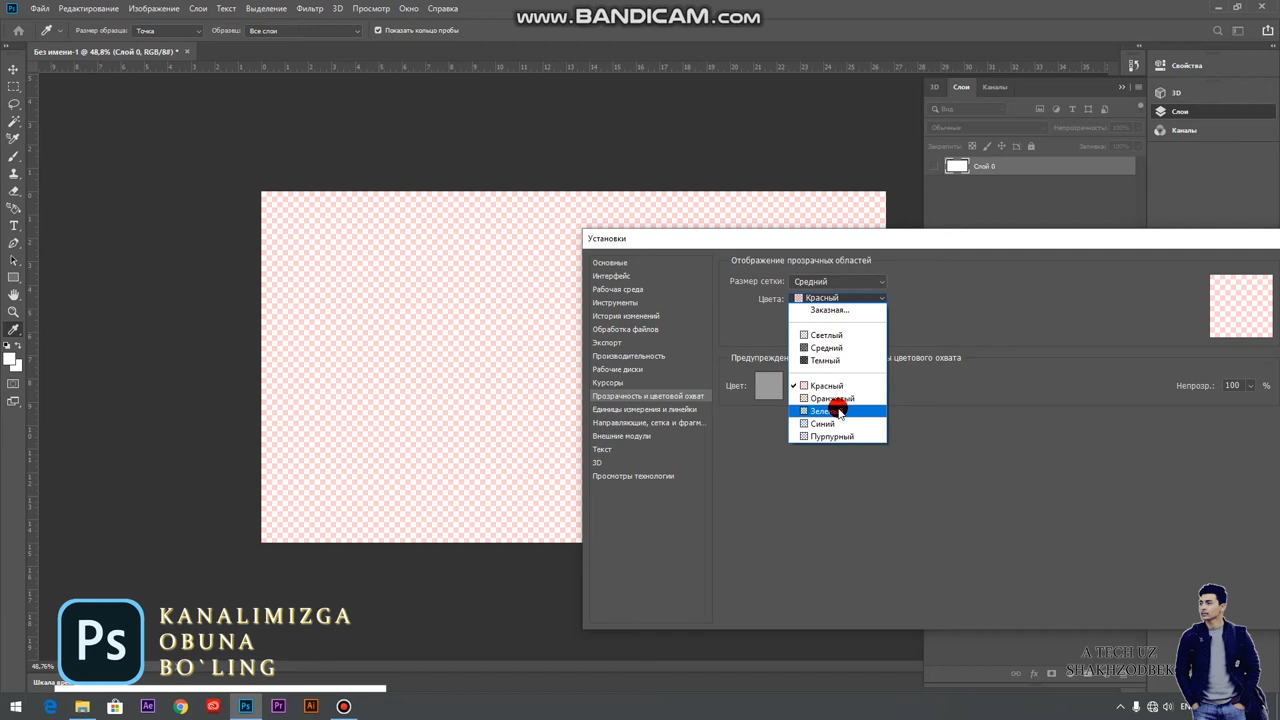 www.BANDICAM.com
Файл Редактирование Изображение Слои Текст Выделение Фильтр 3D Просмотр Окно Справка
Размер образца: Точка Образец: Все слои Показать кольцо пробы
Без имени-1 @ 48,8% (Слой 0, RGB/8#) *
3D Слои Каналы
Вид
Обычные Непрозрачность: 100%
Закрепить: Заливка: 100%
Слой 0
Свойства
3D
Слои
Каналы
Установки
Основные
Интерфейс
Рабочая среда
Инструменты
История изменений
Обработка файлов
Экспорт
Производительность
Рабочие диски
Курсоры
Прозрачность и цветовой охват
Единицы измерения и линейки
Направляющие, сетка и фрагм...
Внешние модули
Текст
3D
Просмотры технологии
Отображение прозрачных областей
Размер сетки: Средний
Цвета: Красный
Заказная...
Светлый
Средний
Темный
Красный
Оранжевый
Синий
Пурпурный
цветового охвата
Цвет:
Непрозр.: 100 %
Ps
KANALIMIZGA
OBUNA
BO`LING
A TECH UZ
SHAKHZODBEK
48,76%